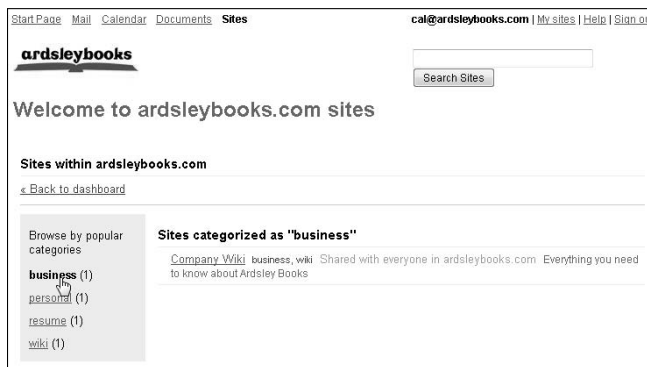 Start Page Mail Calendar Documents Sites
cal@ardsleybooks.com | My sites | Help | Sign
ardsleybooks
Search Sites
Welcome to ardsleybooks.com sites
Sites within ardsleybooks.com
« Back to dashboard
Browse by popular
categories
business (1)
personal (1)
resume (1)
wiki (1)
Sites categorized as "business"
Company Wiki business, wiki Shared with everyone in ardsleybooks.com Everything you need
to know about Ardsley Books